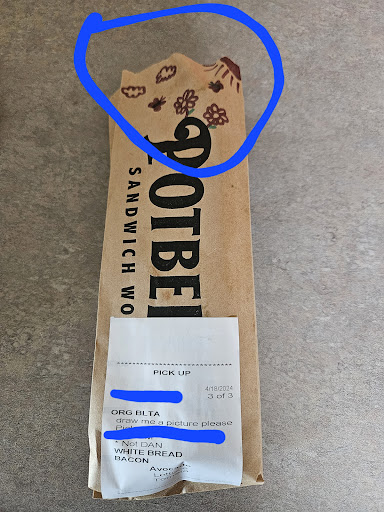 POTBE
SANDWICH WO
PICK UP
4/18/2024
3 of 3
ORG BLTA
draw me a picture please
* Not DAN
WHITE BREAD
BACON